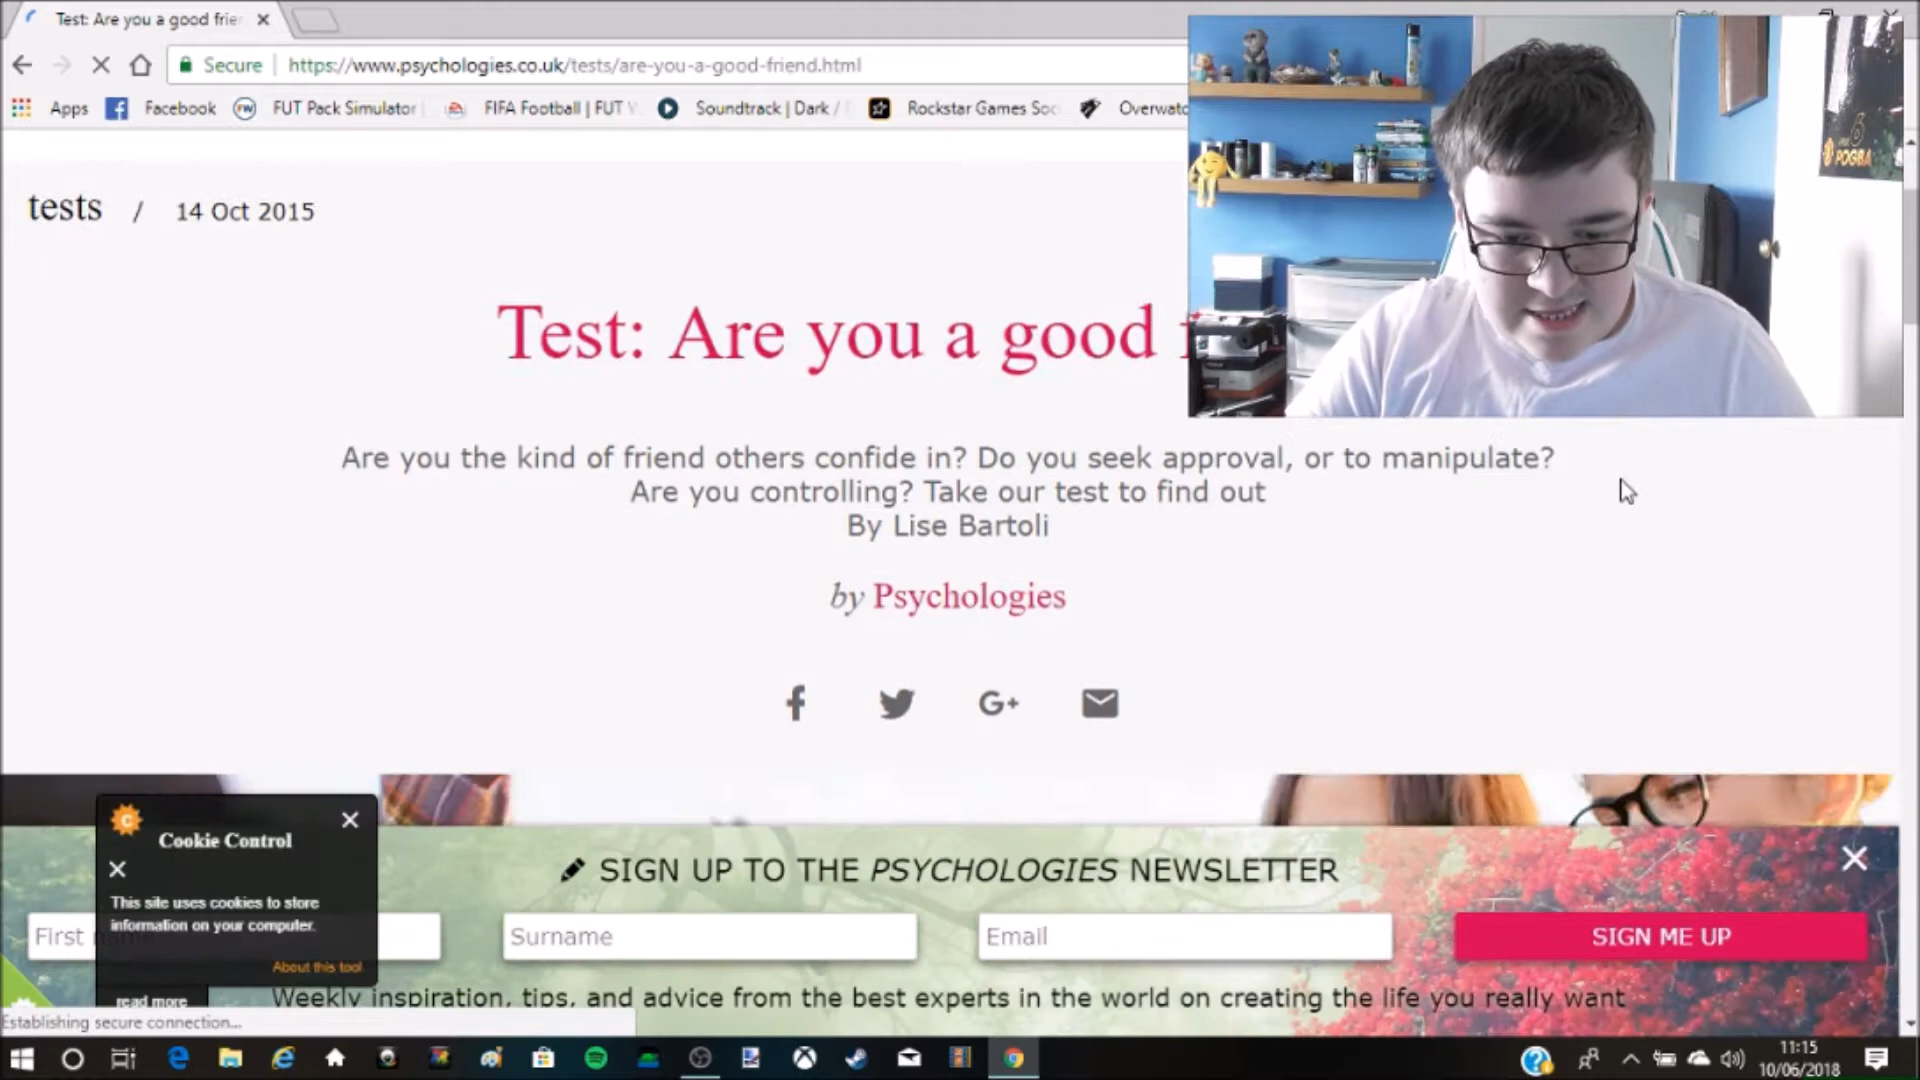 Test: Are you a good frie
Secure
https://www.psychologies.co.uk/tests/are-you-a-good-friend.html
Apps
Facebook
FUT Pack Simulator
FIFA Football | FUT
Soundtrack | Dark /
Rockstar Games Soc
Overwatc
POGBA
tests / 14 Oct 2015
Test: Are you a good
Are you the kind of friend others confide in? Do you seek approval, or to manipulate?
Are you controlling? Take our test to find out
By Lise Bartoli
by Psychologies
G+
C
Cookie Control
This site uses cookies to store
information on your computer.
About this tool
read more
SIGN UP TO THE PSYCHOLOGIES NEWSLETTER
First
Surname
Email
SIGN ME UP
Weekly inspiration, tips, and advice from the best experts in the world on creating the life you really want
Establishing secure connection...
11:15
10/06/2018